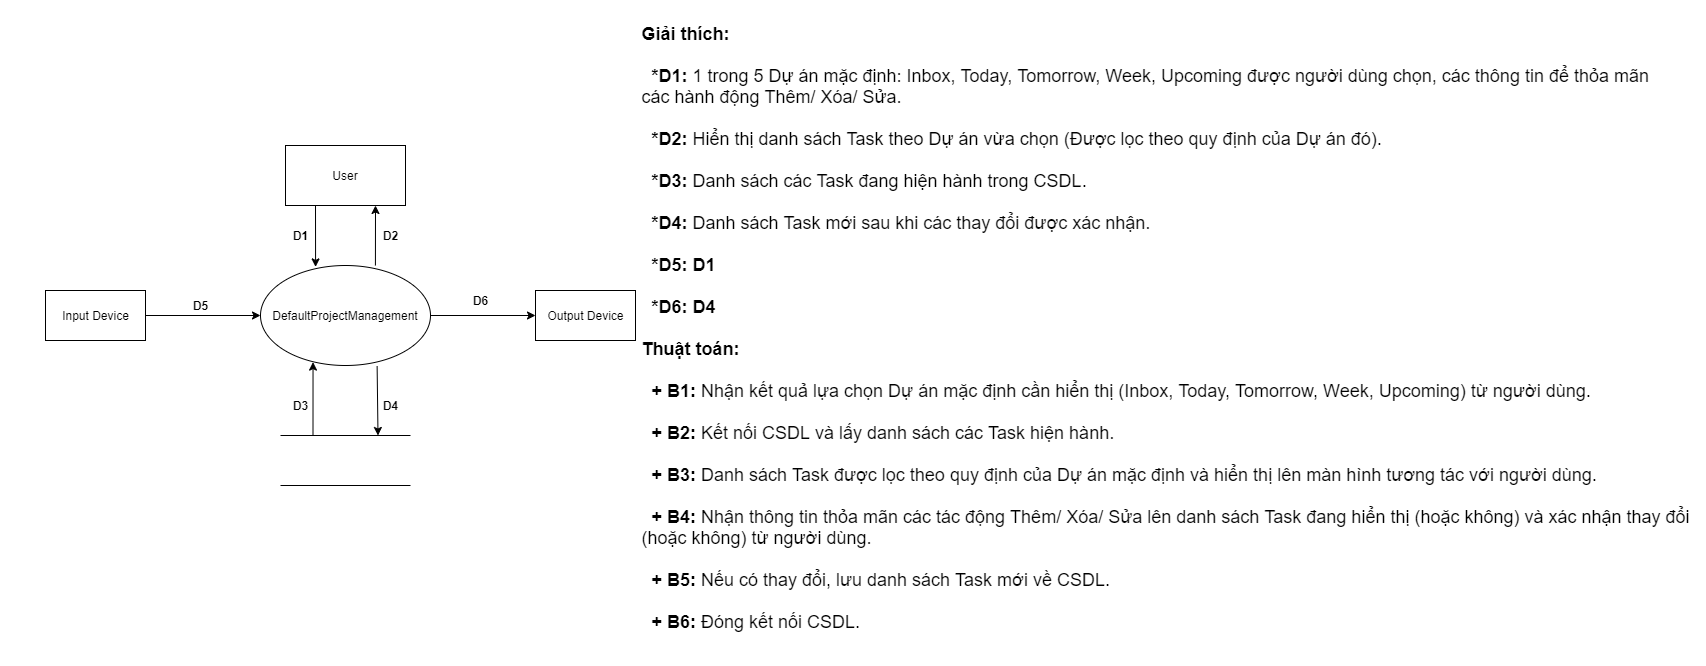 User
D1
D2
Input Device
D5
DefaultProjectManagement
D6
Output Device
D3
D4
Giải thích:
*D1: 1 trong 5 Dự án mặc định: Inbox, Today, Tomorrow, Week, Upcoming được người dùng chọn, các thông tin để thỏa mãn
các hành động Thêm/ Xóa/ Sửa.
*D2: Hiển thị danh sách Task theo Dự án vừa chọn (Được lọc theo quy định của Dự án đó).
*D3: Danh sách các Task đang hiện hành trong CSDL.
*D4: Danh sách Task mới sau khi các thay đổi được xác nhận.
*D5: D1
*D6: D4
Thuật toán:
+ B1: Nhận kết quả lựa chọn Dự án mặc định cần hiển thị (Inbox, Today, Tomorrow, Week, Upcoming) từ người dùng.
+ B2: Kết nối CSDL và lấy danh sách các Task hiện hành.
+ B3: Danh sách Task được lọc theo quy định của Dự án mặc định và hiển thị lên màn hình tương tác với người dùng.
+ B4: Nhận thông tin thỏa mãn các tác động Thêm/ Xóa/ Sửa lên danh sách Task đang hiển thị (hoặc không) và xác nhận thay đổi
(hoặc không) từ người dùng.
+ B5: Nếu có thay đổi, lưu danh sách Task mới về CSDL.
+ B6: Đóng kết nối CSDL.